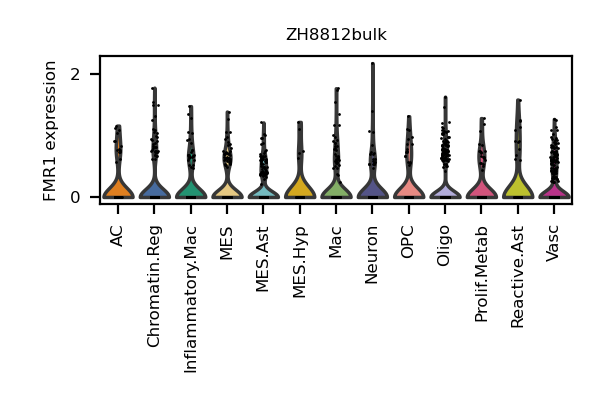 ZH8812bulk
FMR1 expression
2
0
AC
Chromatin.Reg
Inflammatory.Mac
MES
MES.Ast
MES.Hyp
Mac
Neuron
OPC
Oligo
Prolif.Metab
Reactive.Ast
Vasc